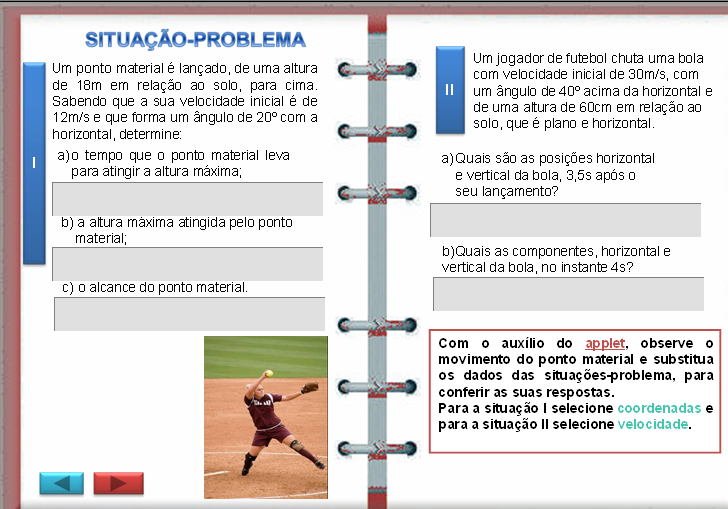 SITUAÇÃO-PROBLEMA
I
Um ponto material é lançado, de uma altura
de 18m em relação ao solo, para cima.
Sabendo que a sua velocidade inicial é de
12m/s e que forma um ângulo de 20º com a
horizontal, determine:
a)o tempo que o ponto material leva
para atingir a altura máxima;
b) a altura máxima atingida pelo ponto
material;
c) o alcance do ponto material.
II
Um jogador de futebol chuta uma bola
com velocidade inicial de 30m/s, com
um ângulo de 40º acima da horizontal e
de uma altura de 60cm em relação ao
solo, que é plano e horizontal.
a)Quais são as posições horizontal
e vertical da bola, 3,5s após o
seu lançamento?
b)Quais as componentes, horizontal e
vertical da bola, no instante 4s?
Com o auxílio do applet, observe o
movimento do ponto material e substitua
os dados das situações-problema, para
conferir as suas respostas.
Para a situação I selecione coordenadas e
para a situação II selecione velocidade.